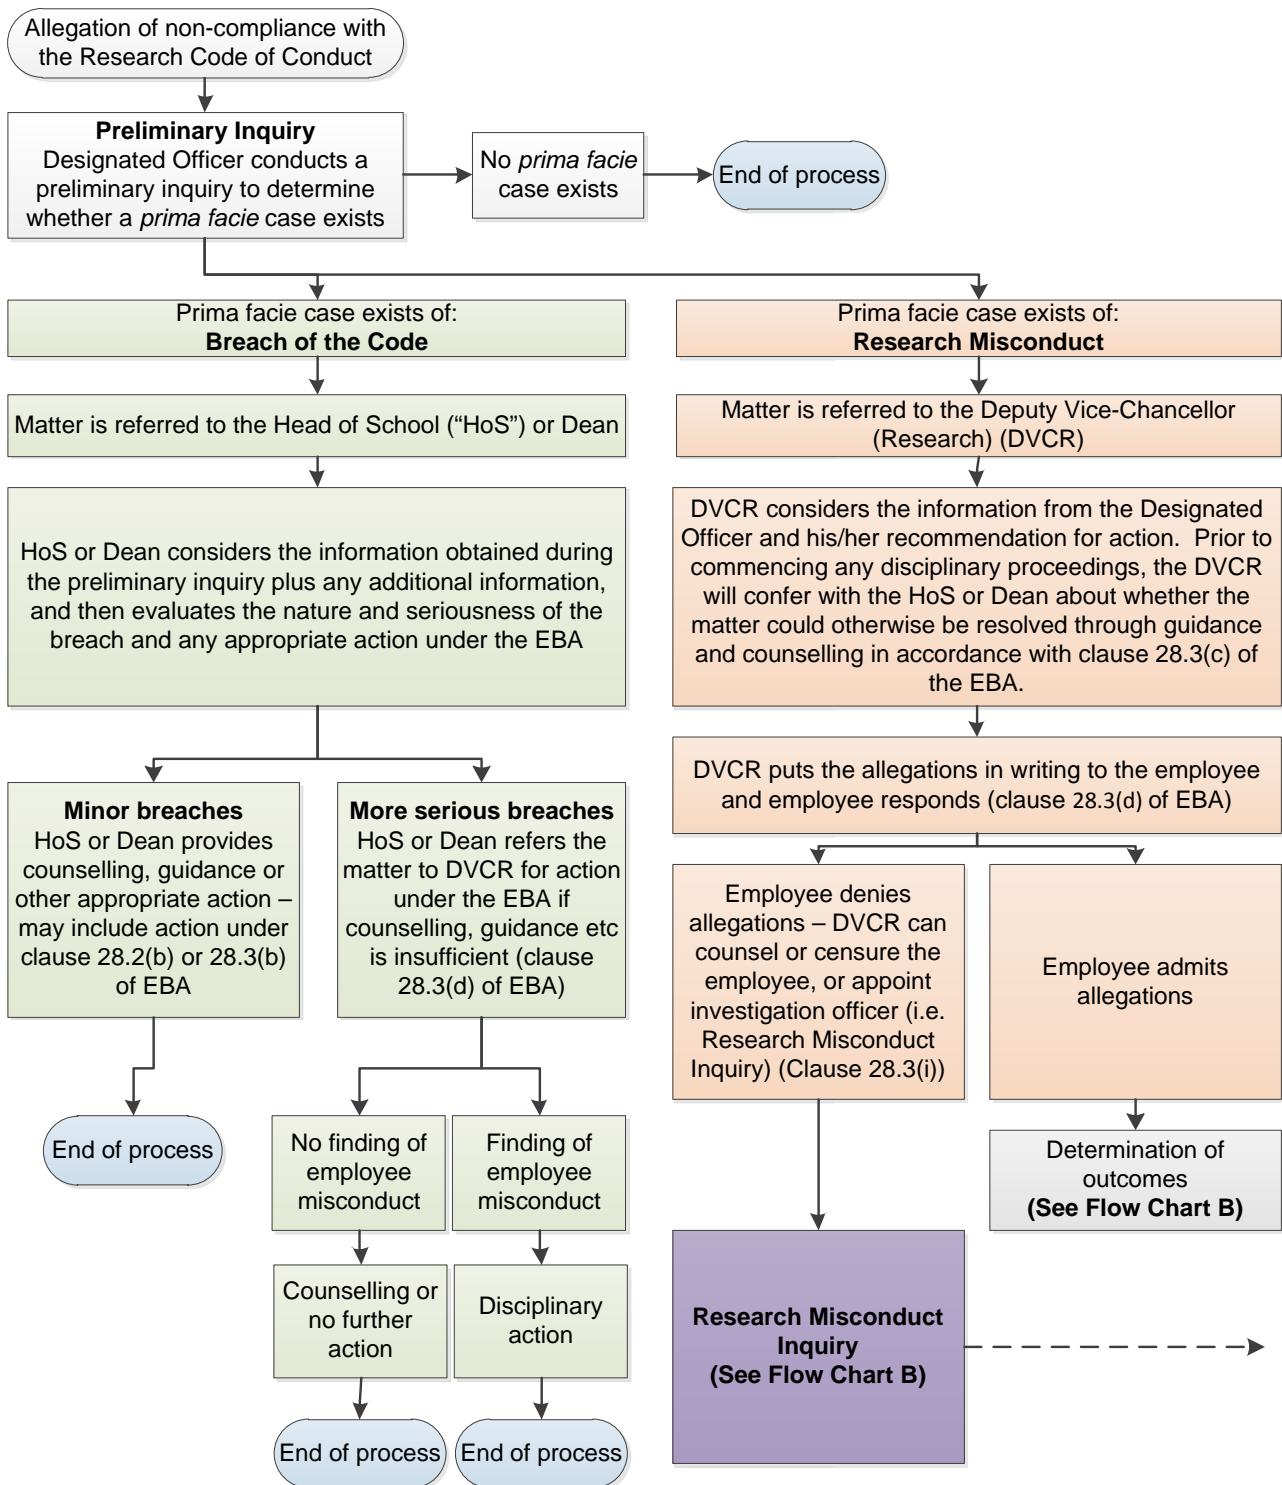 Allegation of non-compliance with
the Research Code of Conduct
Preliminary Inquiry
Designated Officer conducts a
preliminary inquiry to determine
whether a prima facie case exists
No prima facie
case exists
End of process
Prima facie case exists of:
Breach of the Code
Matter is referred to the Head of School (“HoS”) or Dean
HoS or Dean considers the information obtained during
the preliminary inquiry plus any additional information,
and then evaluates the nature and seriousness of the
breach and any appropriate action under the EBA
Minor breaches
HoS or Dean provides
counselling, guidance or
other appropriate action –
may include action under
clause 28.2(b) or 28.3(b)
of EBA
End of process
More serious breaches
HoS or Dean refers the
matter to DVCR for action
under the EBA if
counselling, guidance etc
is insufficient (clause
28.3(d) of EBA)
No finding of
employee
misconduct
Counselling or
no further
action
End of process
Finding of
employee
misconduct
Disciplinary
action
End of process
Prima facie case exists of:
Research Misconduct
Matter is referred to the Deputy Vice-Chancellor
(Research) (DVCR)
DVCR considers the information from the Designated
Officer and his/her recommendation for action.  Prior to
commencing any disciplinary proceedings, the DVCR
will confer with the HoS or Dean about whether the
matter could otherwise be resolved through guidance
and counselling in accordance with clause 28.3(c) of
the EBA.
DVCR puts the allegations in writing to the employee
and employee responds (clause 28.3(d) of EBA)
Employee denies
allegations – DVCR can
counsel or censure the
employee, or appoint
investigation officer (i.e.
Research Misconduct
Inquiry) (Clause 28.3(i))
Research Misconduct
Inquiry
(See Flow Chart B)
Employee admits
allegations
Determination of
outcomes
(See Flow Chart B)